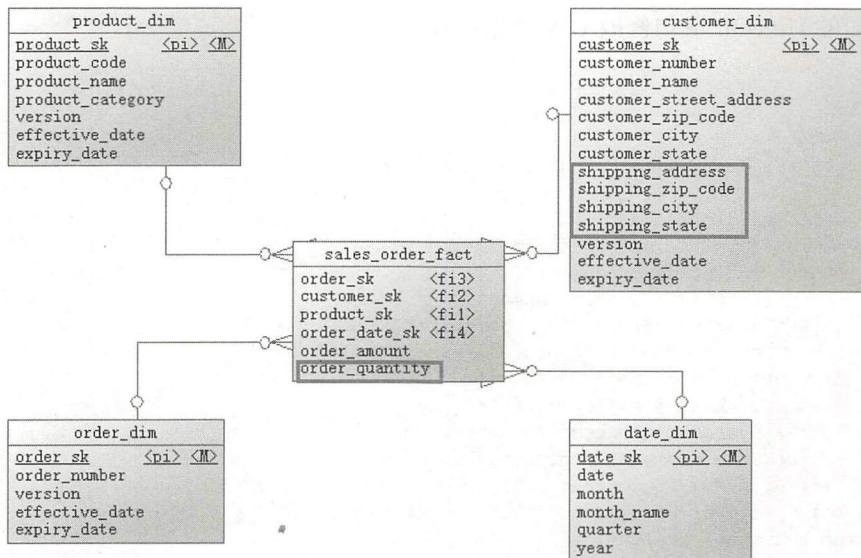 product_dim
product_sk <pi> <M>
product_code
product_name
product_category
version
effective_date
expiry_date
customer_dim
customer_sk <pi> <M>
customer_number
customer_name
customer_street_address
customer_zip_code
customer_city
customer_state
shipping_address
shipping_zip_code
shipping_city
shipping_state
version
effective_date
expiry_date
sales_order_fact
order_sk <fi3>
customer_sk <fi2>
product_sk <fi1>
order_date_sk <fi4>
order_amount
order_quantity
order_dim
order_sk <pi> <M>
order_number
version
effective_date
expiry_date
date_dim
date_sk <pi> <M>
date
month
month_name
quarter
year